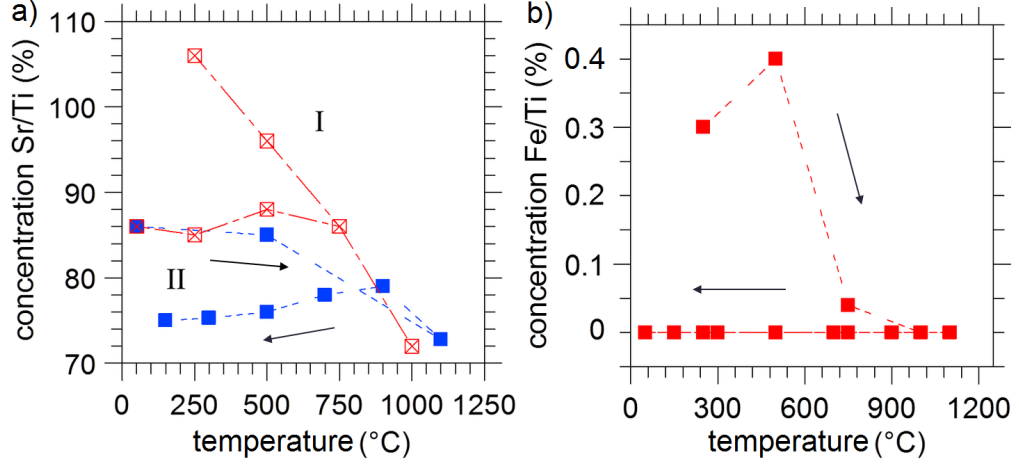 a)
concentration Sr/Ti (%)
110
100
90
80
70
I
II
0 250 500 750 1000 1250
temperature (°C)
b)
concentration Fe/Ti (%)
0.4
0.3
0.2
0.1
0
0 300 600 900 1200
temperature (°C)